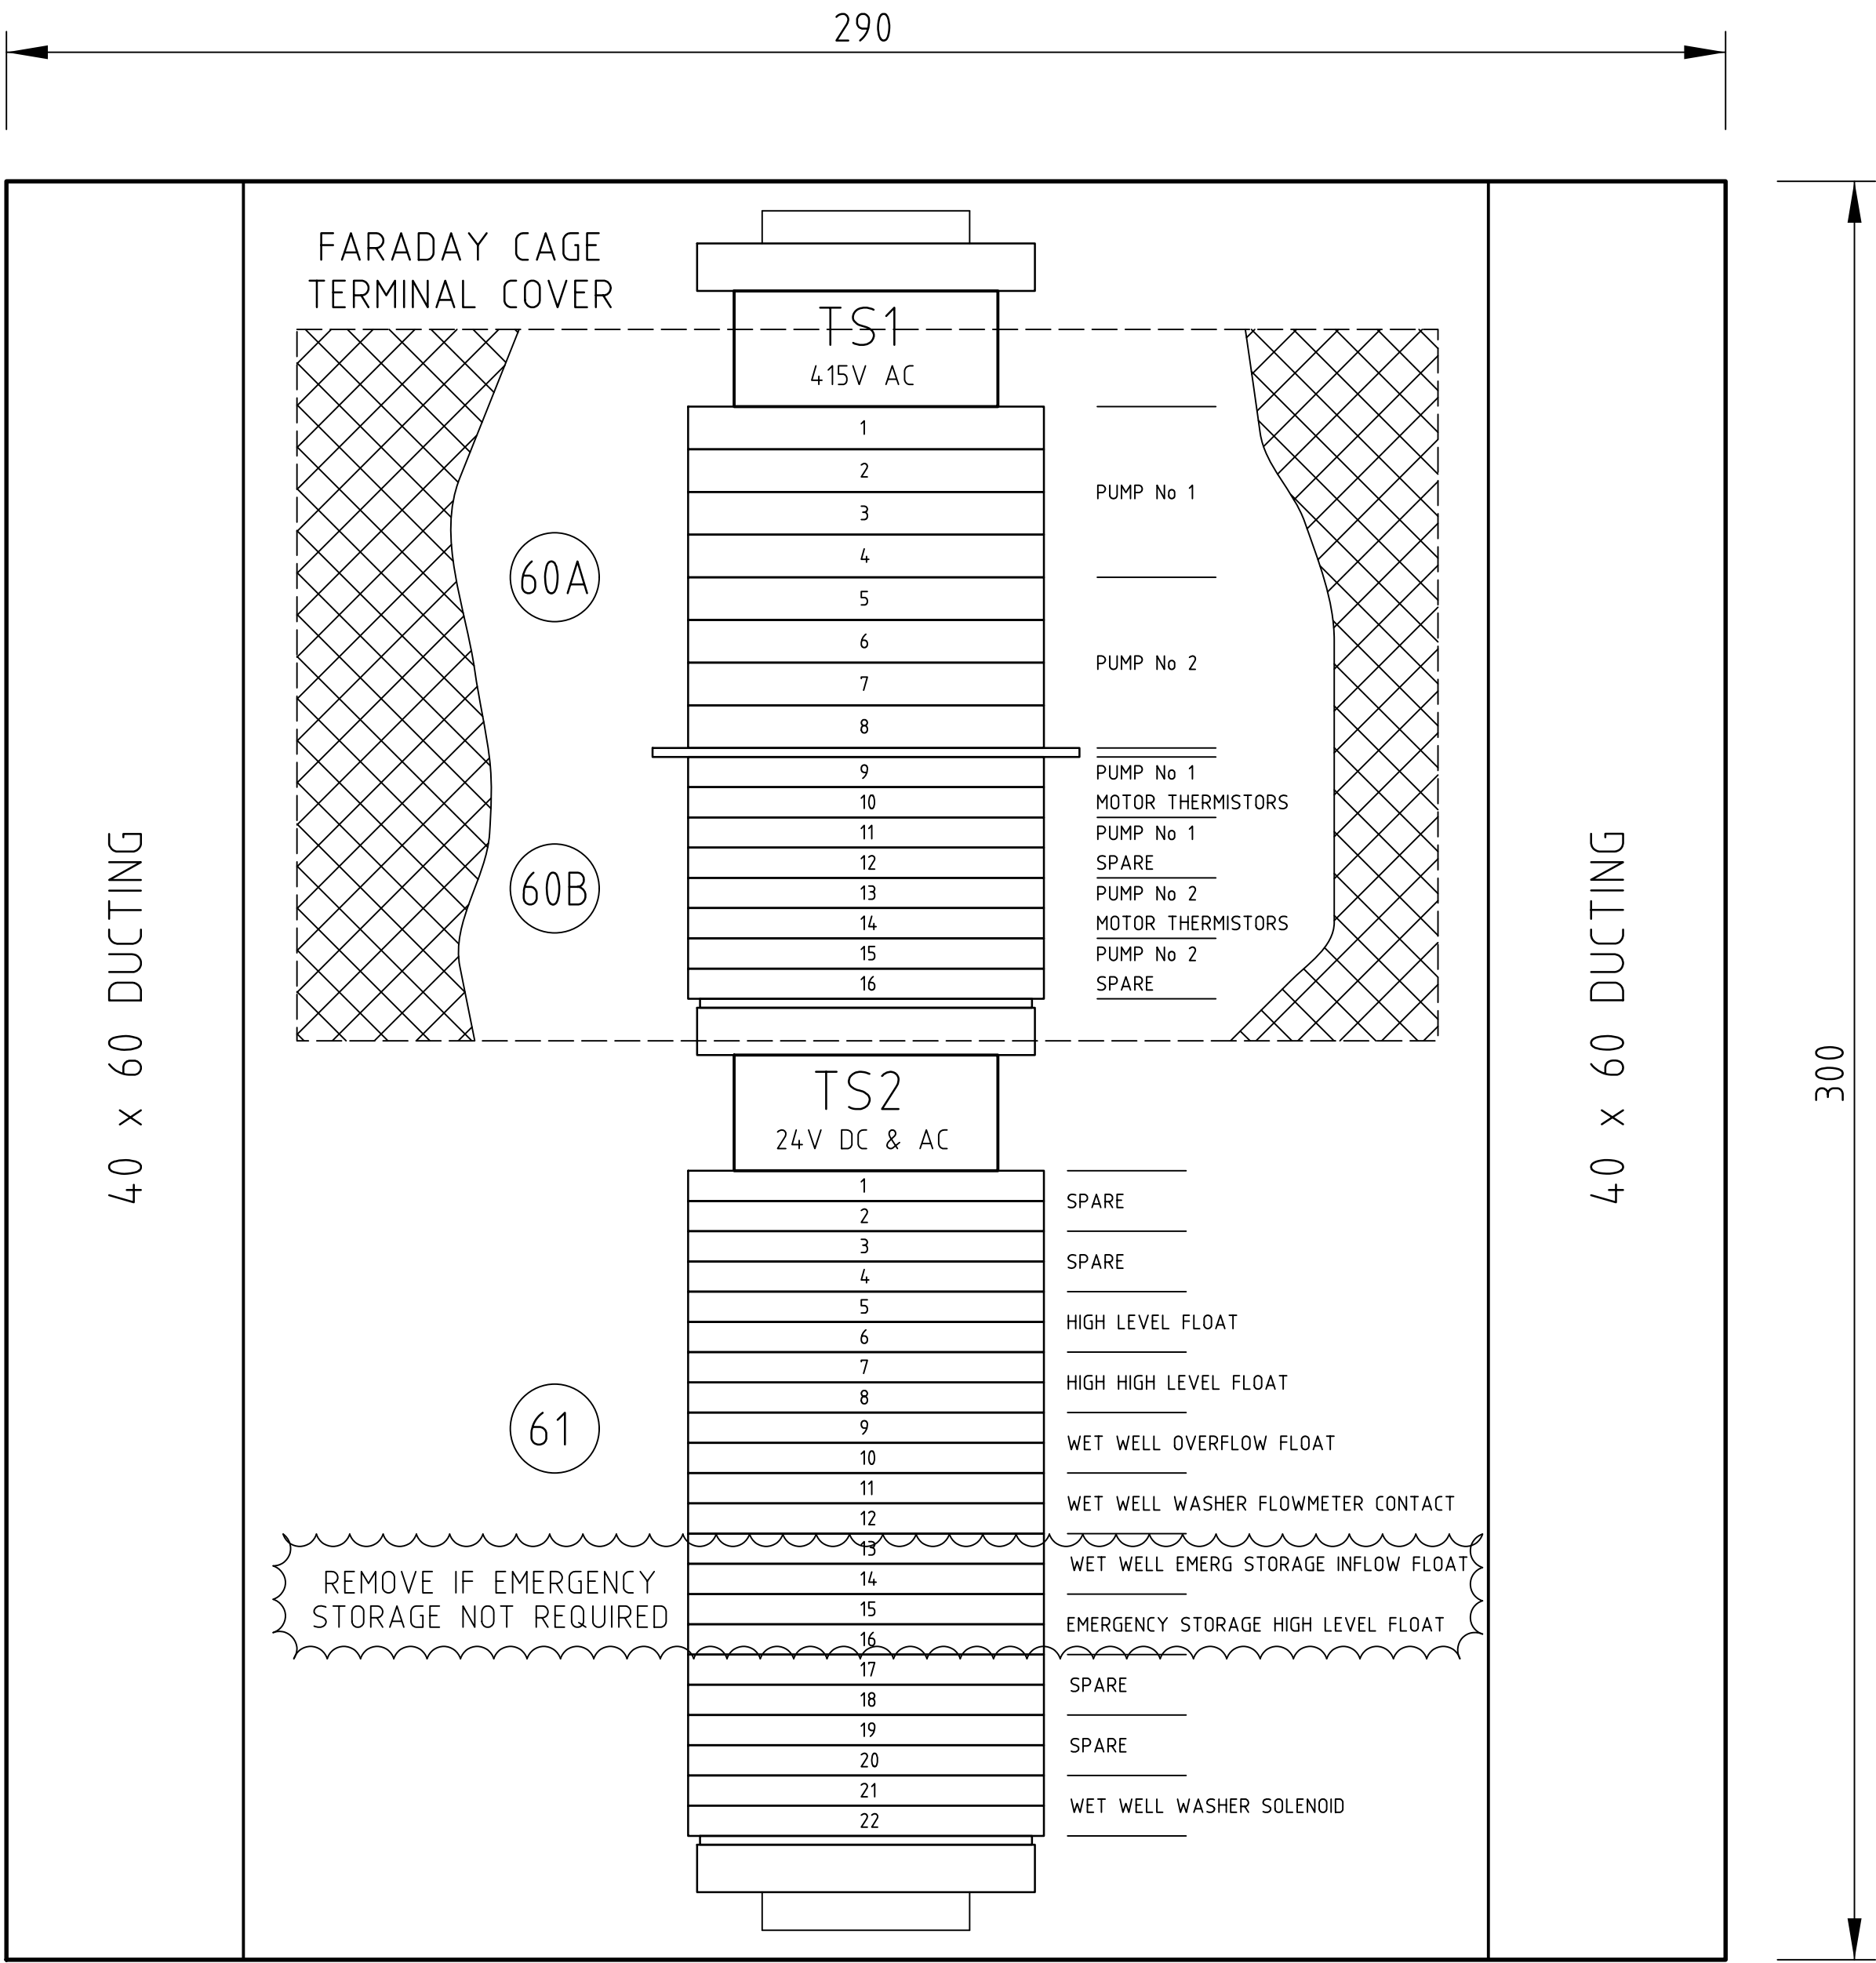 290
FARADAY CAGE
TERMINAL COVER
TS1
415V AC
1
2
3
4
PUMP No 1
60A
5
6
7
8
PUMP No 2
9
PUMP No 1
10
MOTOR THERMISTORS
11
PUMP No 1
12
SPARE
60B
13
PUMP No 2
14
MOTOR THERMISTORS
15
PUMP No 2
16
SPARE
40 x 60 DUCTING
40 x 60 DUCTING
300
TS2
24V DC & AC
1
2
SPARE
3
4
SPARE
5
6
HIGH LEVEL FLOAT
7
8
HIGH HIGH LEVEL FLOAT
61
9
10
WET WELL OVERFLOW FLOAT
11
12
WET WELL WASHER FLOWMETER CONTACT
REMOVE IF EMERGENCY
STORAGE NOT REQUIRED
13
14
WET WELL EMERG STORAGE INFLOW FLOAT
15
16
EMERGENCY STORAGE HIGH LEVEL FLOAT
17
18
SPARE
19
20
SPARE
21
22
WET WELL WASHER SOLENOID